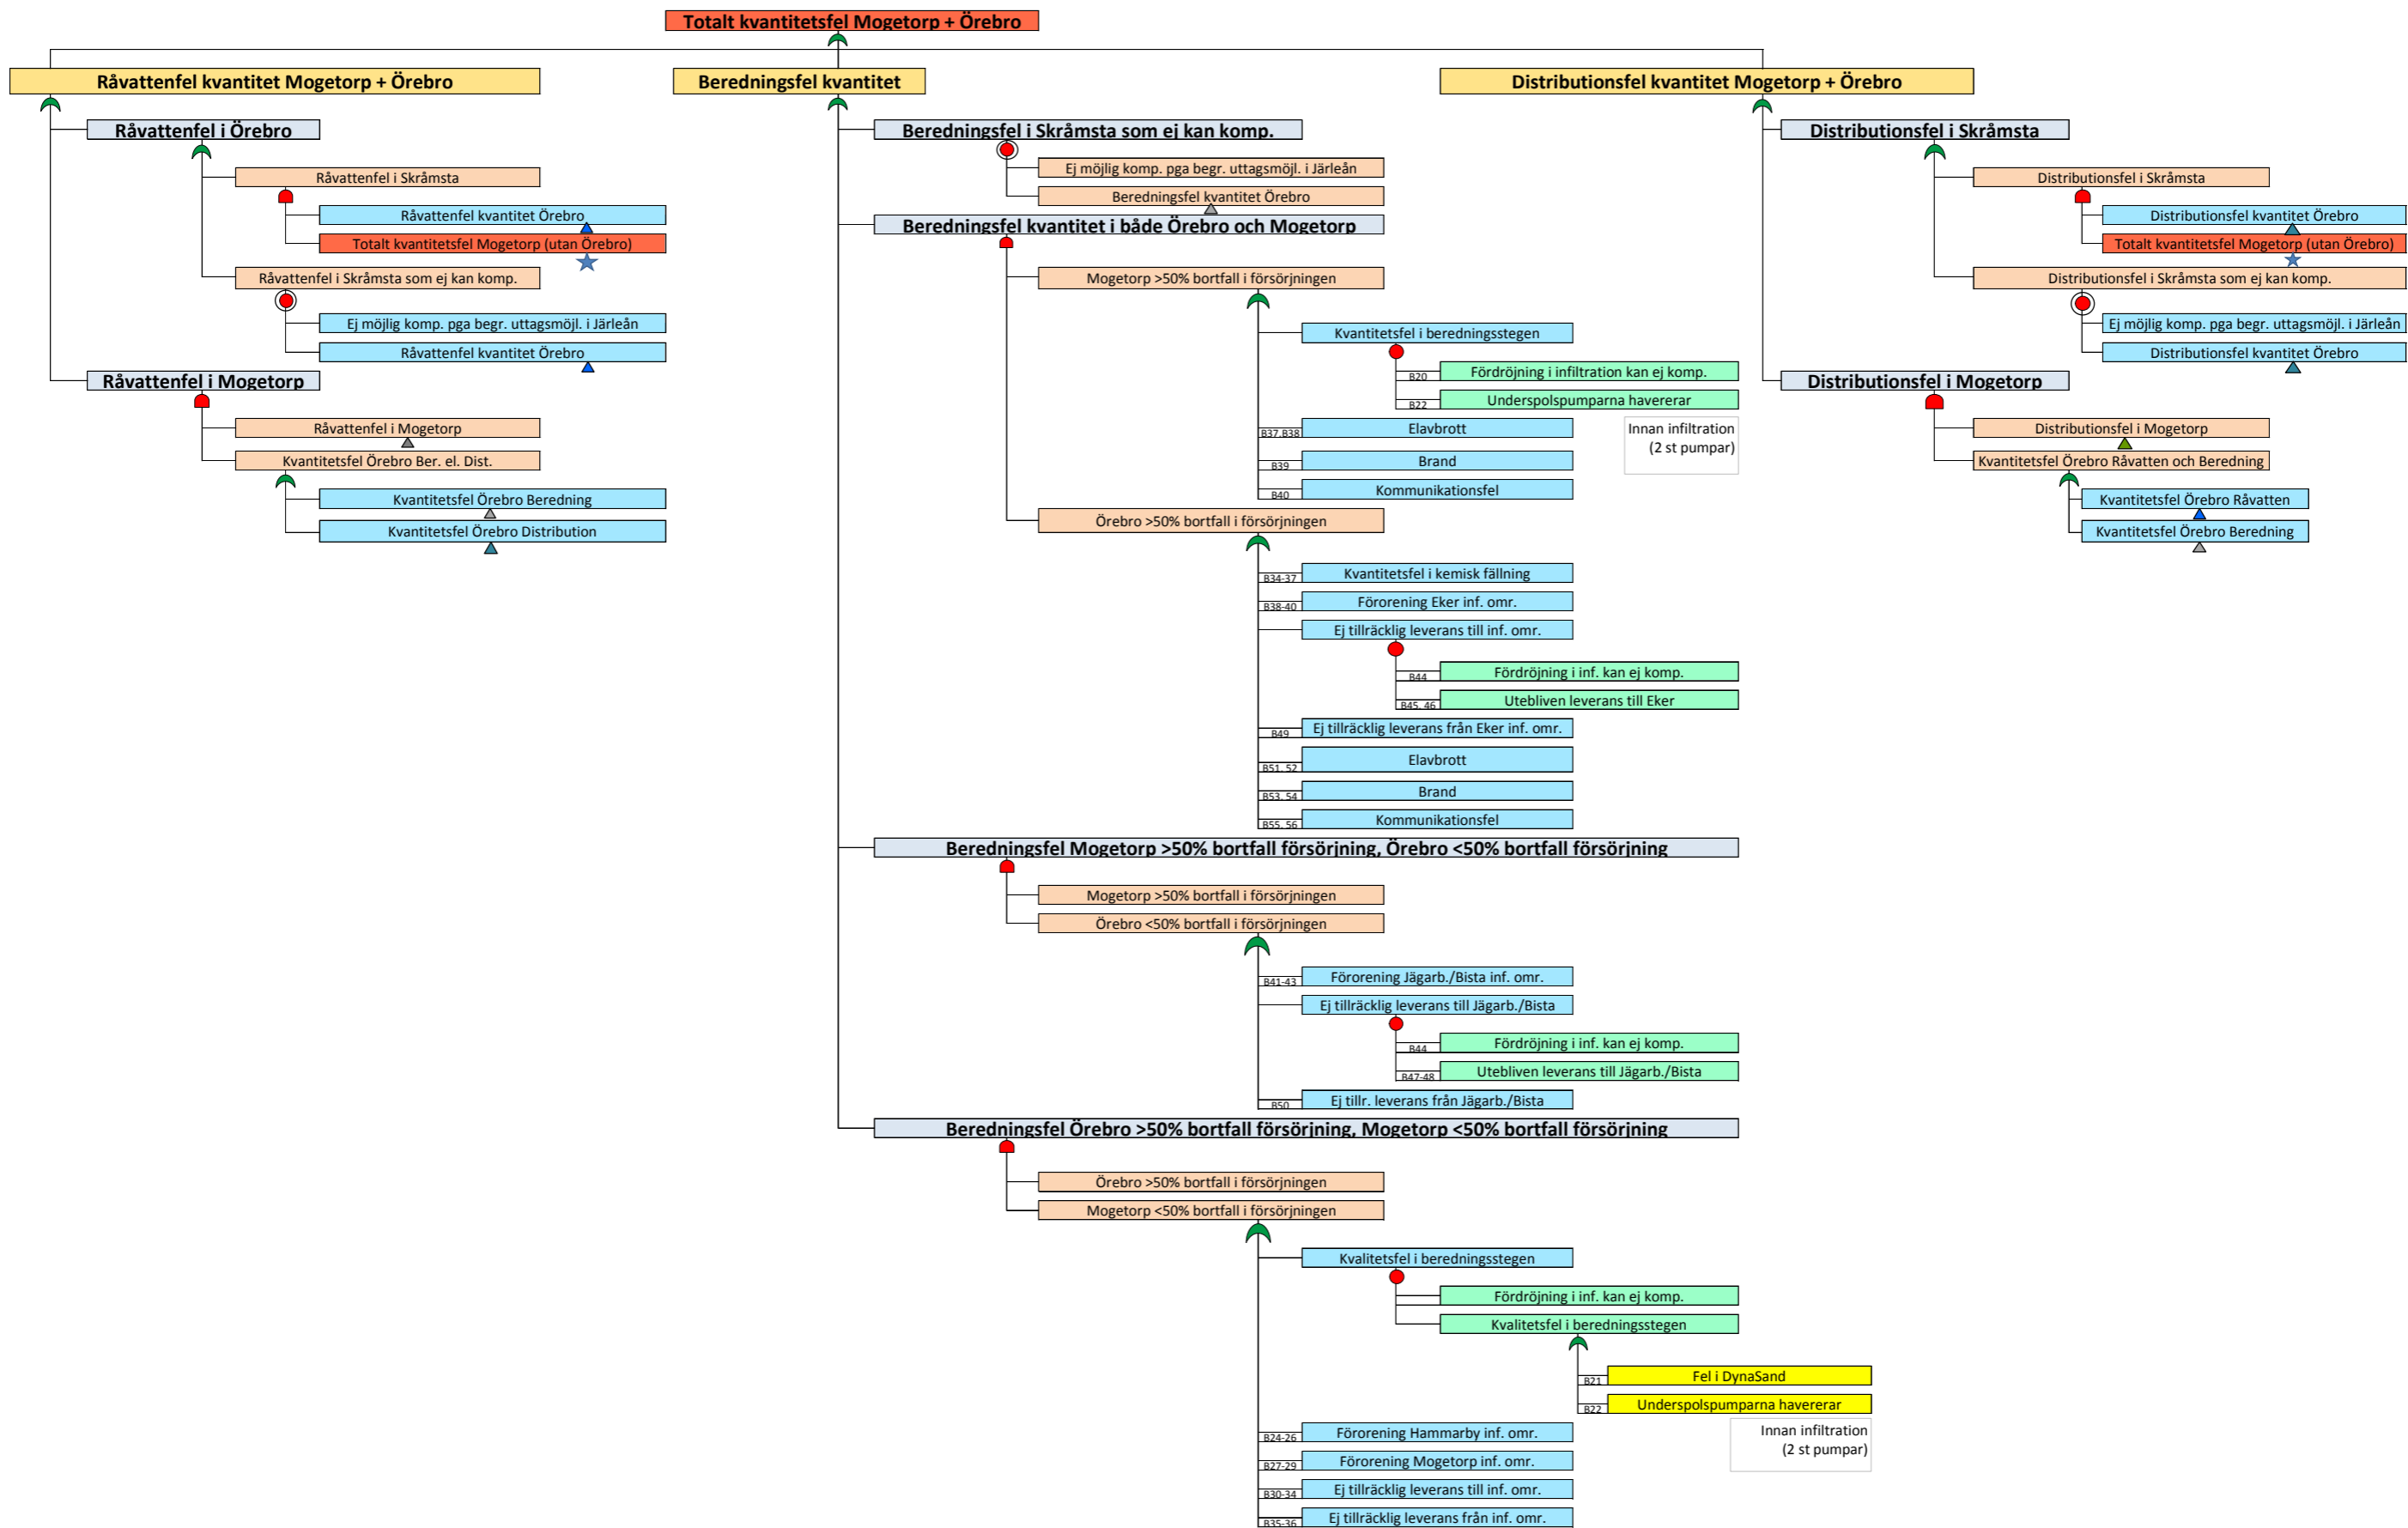 Totalt kvantitetsfel Mogetorp + Örebro
Råvattenfel kvantitet Mogetorp + Örebro
Råvattenfel i Örebro
Råvattenfel i Skråmsta
Råvattenfel kvantitet Örebro
Totalt kvantitetsfel Mogetorp (utan Örebro)
Råvattenfel i Skråmsta som ej kan komp.
Ej möjlig komp. pga begr. uttagsmöjl. i Järleån
Råvattenfel kvantitet Örebro
Råvattenfel i Mogetorp
Råvattenfel i Mogetorp
Kvantitetsfel Örebro Ber. el. Dist.
Kvantitetsfel Örebro Beredning
Kvantitetsfel Örebro Distribution
Beredningsfel kvantitet
Beredningsfel i Skråmsta som ej kan komp.
Ej möjlig komp. pga begr. uttagsmöjl. i Järleån
Beredningsfel kvantitet Örebro
Beredningsfel kvantitet i både Örebro och Mogetorp
Mogetorp >50% bortfall i försörjningen
Kvantitetsfel i beredningsstegen
B20 Fördröjning i infiltration kan ej komp.
B22 Underspolspumparna havererar
Innan infiltration
(2 st pumpar)
B37,B38 Elavbrott
B39 Brand
B40 Kommunikationsfel
Örebro >50% bortfall i försörjningen
B34-37 Kvantitetsfel i kemisk fällning
B38-40 Förorening Eker inf. omr.
Ej tillräcklig leverans till inf. omr.
B44 Fördröjning i inf. kan ej komp.
B45, 46 Utebliven leverans till Eker
B49 Ej tillräcklig leverans från Eker inf. omr.
B51, 52 Elavbrott
B53, 54 Brand
B55, 56 Kommunikationsfel
Beredningsfel Mogetorp >50% bortfall försörjning, Örebro <50% bortfall försörjning
Mogetorp >50% bortfall i försörjningen
Örebro <50% bortfall i försörjningen
B41-43 Förorening Jägarb./Bista inf. omr.
Ej tillräcklig leverans till Jägarb./Bista
B44 Fördröjning i inf. kan ej komp.
B47-48 Utebliven leverans till Jägarb./Bista
B50 Ej tillr. leverans från Jägarb./Bista
Beredningsfel Örebro >50% bortfall försörjning, Mogetorp <50% bortfall försörjning
Örebro >50% bortfall i försörjningen
Mogetorp <50% bortfall i försörjningen
Kvalitetsfel i beredningsstegen
Fördröjning i inf. kan ej komp.
Kvalitetsfel i beredningsstegen
B21 Fel i DynaSand
B22 Underspolspumparna havererar
Innan infiltration
(2 st pumpar)
B24-26 Förorening Hammarby inf. omr.
B27-29 Förorening Mogetorp inf. omr.
B30-34 Ej tillräcklig leverans till inf. omr.
B35-36 Ej tillräcklig leverans från inf. omr.
Distributionsfel kvantitet Mogetorp + Örebro
Distributionsfel i Skråmsta
Distributionsfel i Skråmsta
Distributionsfel kvantitet Örebro
Totalt kvantitetsfel Mogetorp (utan Örebro)
Distributionsfel i Skråmsta som ej kan komp.
Ej möjlig komp. pga begr. uttagsmöjl. i Järleån
Distributionsfel kvantitet Örebro
Distributionsfel i Mogetorp
Distributionsfel i Mogetorp
Kvantitetsfel Örebro Råvatten och Beredning
Kvantitetsfel Örebro Råvatten
Kvantitetsfel Örebro Beredning